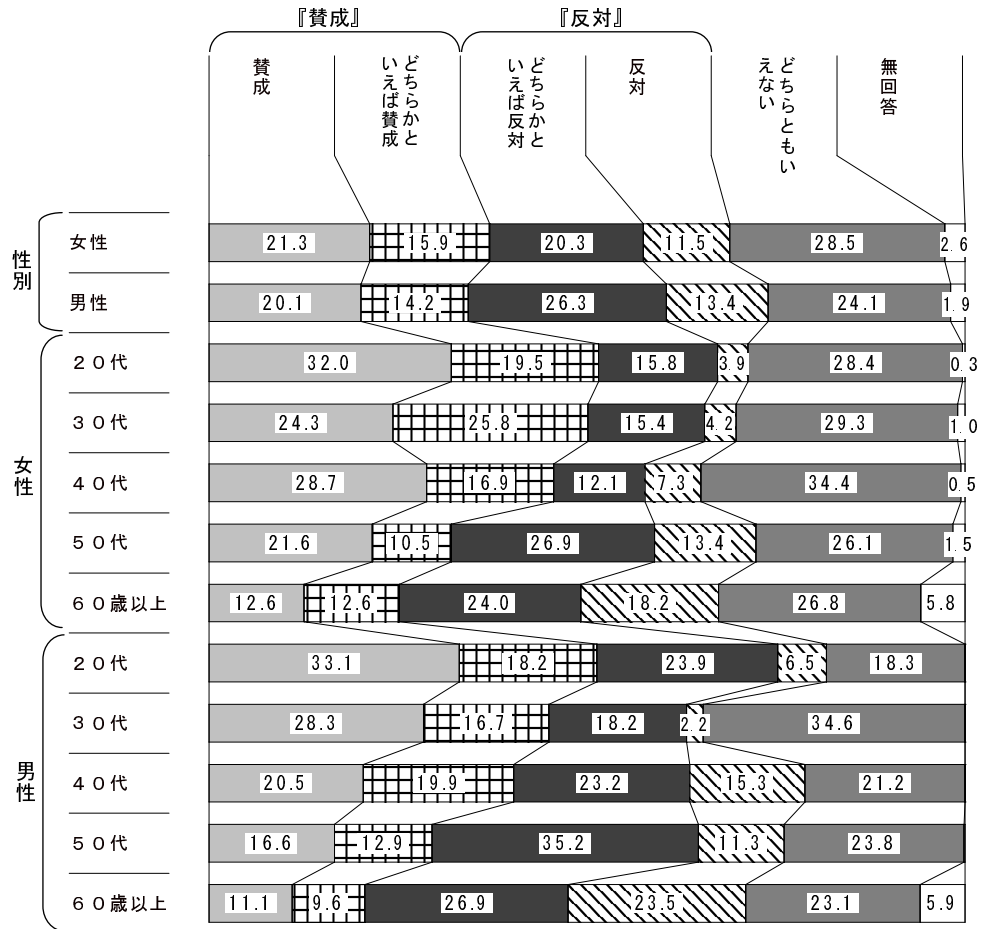 『賛成』 『反対』
賛成
どちらかと
いえば賛成
どちらかと
いえば反対
反対
どちらともい
えない
無回答
性別
女性 21.3 15.9 20.3 11.5 28.5 2.6
男性 20.1 14.2 26.3 13.4 24.1 1.9
女性
20代 32.0 19.5 15.8 3.9 28.4 0.3
30代 24.3 25.8 15.4 4.2 29.3 1.0
40代 28.7 16.9 12.1 7.3 34.4 0.5
50代 21.6 10.5 26.9 13.4 26.1 1.5
60歳以上 12.6 12.6 24.0 18.2 26.8 5.8
男性
20代 33.1 18.2 23.9 6.5 18.3
30代 28.3 16.7 18.2 2.2 34.6
40代 20.5 19.9 23.2 15.3 21.2
50代 16.6 12.9 35.2 11.3 23.8
60歳以上 11.1 9.6 26.9 23.5 23.1 5.9